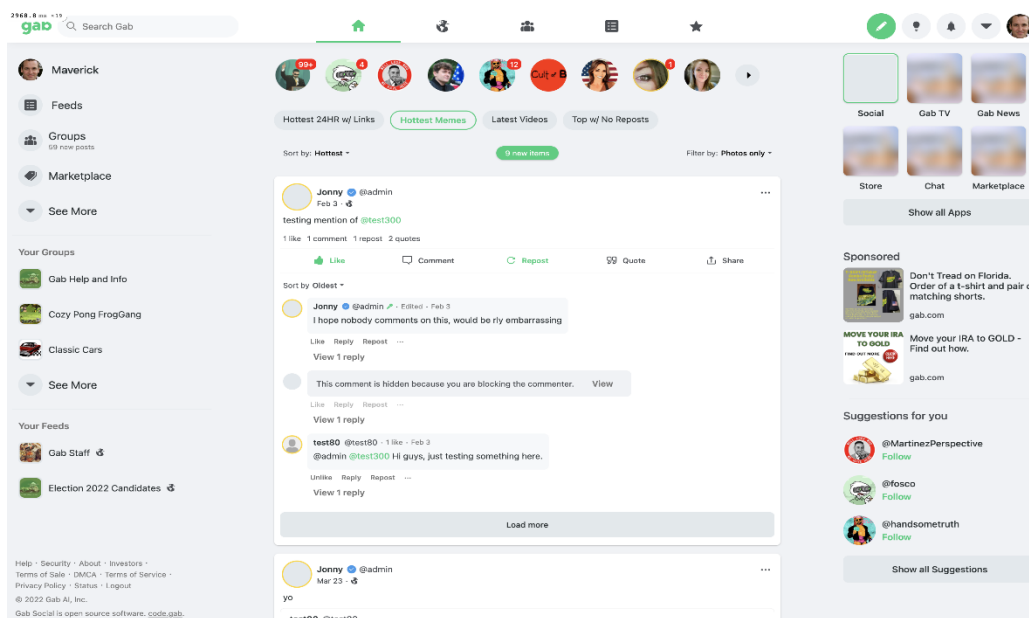 2968.8 ms +19
gab
Search Gab
Maverick
Feeds
Groups
59 new posts
Marketplace
See More
Your Groups
Gab Help and Info
Cozy Pong FrogGang
Classic Cars
See More
Your Feeds
Gab Staff
Election 2022 Candidates
Help · Security · About · Investors ·
Terms of Sale · DMCA · Terms of Service ·
Privacy Policy · Status · Logout
© 2022 Gab AI, Inc.
Gab Social is open source software. code.gab.
99+
4
12
Cult of B
1
Hottest 24HR w/ Links
Hottest Memes
Latest Videos
Top w/ No Reposts
Sort by: Hottest
9 new items
Filter by: Photos only
Jonny @admin
Feb 3 ·
testing mention of @test300
1 like 1 comment 1 repost 2 quotes
Like
Comment
Repost
Quote
Share
Sort by Oldest
Jonny @admin · Edited · Feb 3
I hope nobody comments on this, would be rly embarrassing
Like Reply Repost ···
View 1 reply
This comment is hidden because you are blocking the commenter. View
Like Reply Repost ···
View 1 reply
test80 @test80 · 1 like · Feb 3
@admin @test300 Hi guys, just testing something here.
Unlike Reply Repost ···
View 1 reply
Load more
Jonny @admin
Mar 23 ·
yo
test80 @test80
Social
Gab TV
Gab News
Store
Chat
Marketplace
Show all Apps
Sponsored
Don't Tread on Florida.
Order of a t-shirt and pair o
matching shorts.
gab.com
MOVE YOUR IRA
TO GOLD
FIND OUT MORE
Move your IRA to GOLD -
Find out how.
gab.com
Suggestions for you
@MartinezPerspective
Follow
@fosco
Follow
@handsometruth
Follow
Show all Suggestions